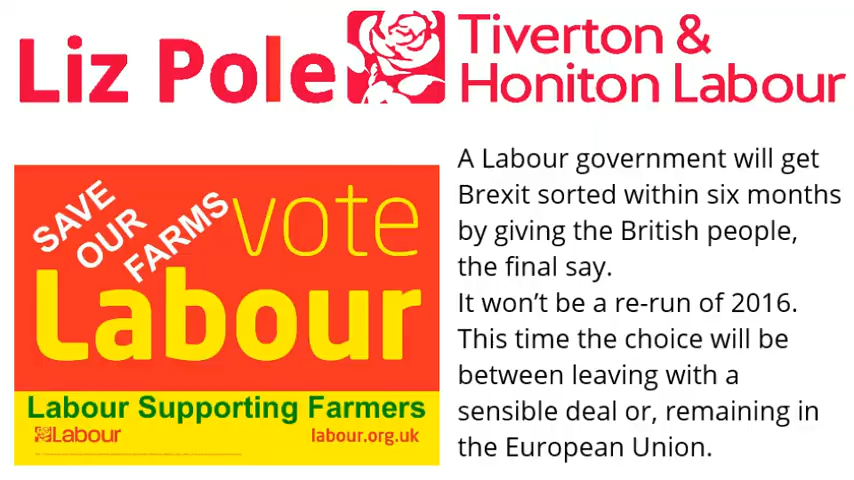 Liz Pole
Tiverton &
Honiton Labour
SAVE
OUR
FARMS
vote
Labour
Labour Supporting Farmers
Labour
labour.org.uk
A Labour government will get
Brexit sorted within six months
by giving the British people,
the final say.
It won’t be a re-run of 2016.
This time the choice will be
between leaving with a
sensible deal or, remaining in
the European Union.